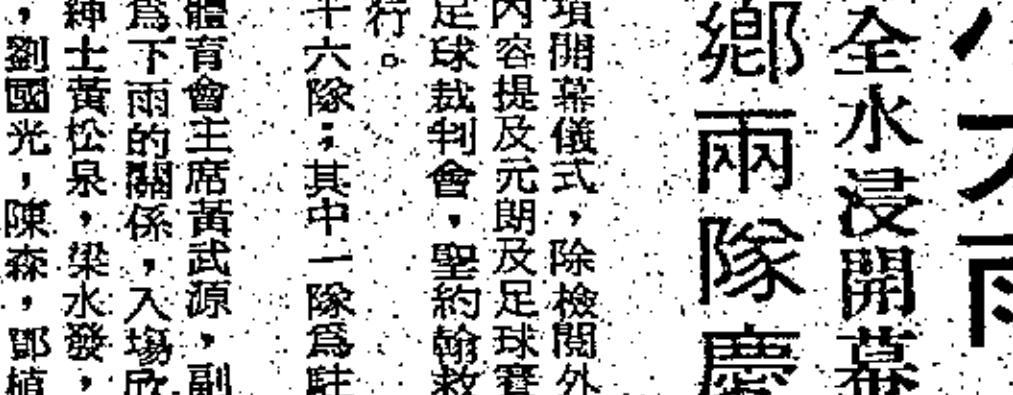 大雨
全水浸開幕
鄉兩隊慶
項開幕儀式，除檢閱外
內容提及元朗及足球賽
足球裁判會，聖約翰救
行。
十六隊；其中一隊爲駐
體育會主席黃武源，副
爲下雨的關係，入場欣
，紳士黃松泉，梁水發，
，劉國光，陳森，鄧植